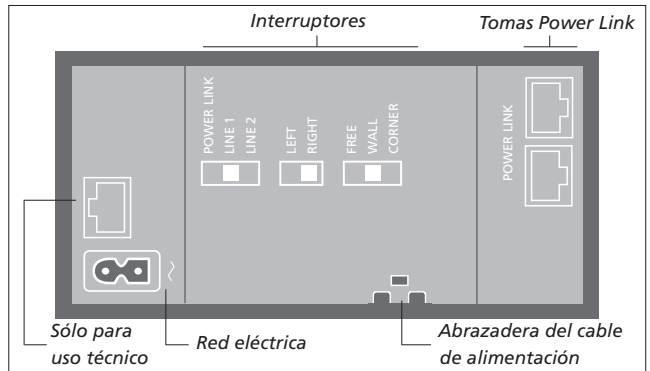 Interruptores
Tomas Power Link
POWER LINK
LINE 1
LINE 2
LEFT
RIGHT
FREE
WALL
CORNER
POWER LINK
Sólo para
uso técnico
Red eléctrica
Abrazadera del cable
de alimentación